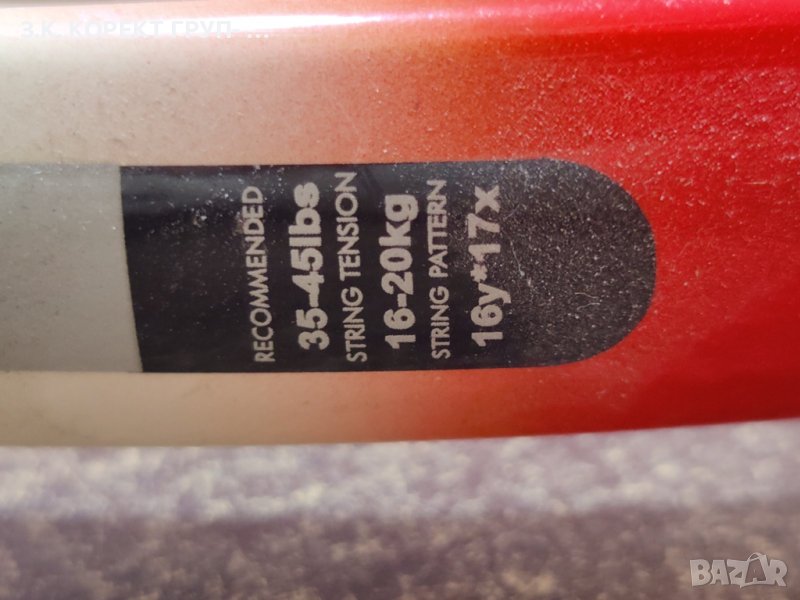 З.К. КОРЕКТ ГРУП ...
RECOMMENDED
35-45lbs
STRING TENSION
16-20kg
STRING PATTERN
16y*17x
BAZAR